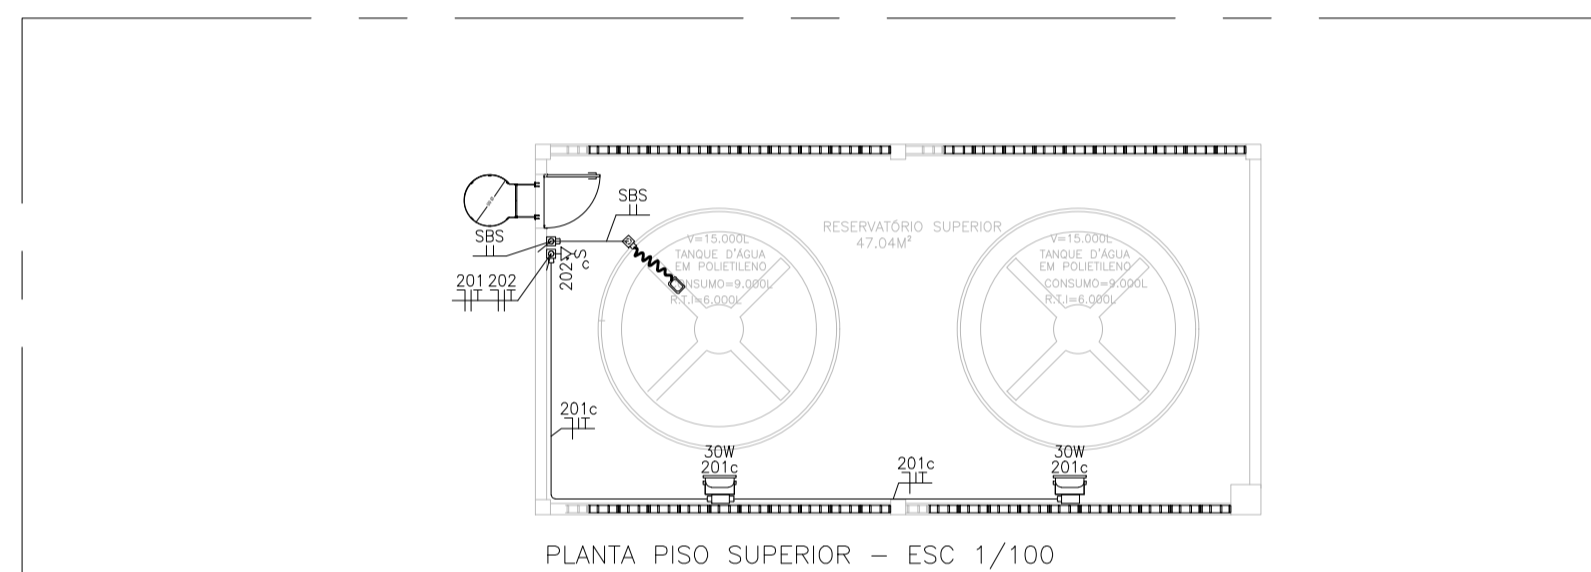 SBS
SBS
201 202
202
S
c
RESERVATÓRIO SUPERIOR
47.04M²
V=15.000L
TANQUE D'ÁGUA
EM POLIETILENO
CONSUMO=9.000L
R.T.I=6.000L
V=15.000L
TANQUE D'ÁGUA
EM POLIETILENO
CONSUMO=9.000L
R.T.I=6.000L
201c
30W
201c
201c
30W
201c
PLANTA PISO SUPERIOR – ESC 1/100